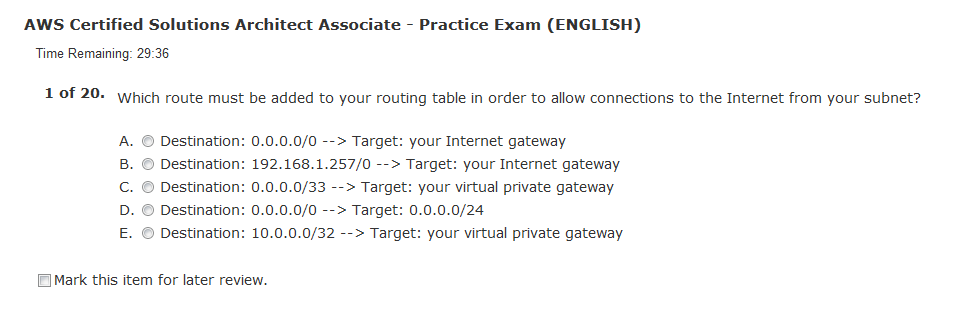 AWS Certified Solutions Architect Associate - Practice Exam (ENGLISH)
Time Remaining: 29:36
1 of 20. Which route must be added to your routing table in order to allow connections to the Internet from your subnet?
A. Destination: 0.0.0.0/0 --> Target: your Internet gateway
B. Destination: 192.168.1.257/0 --> Target: your Internet gateway
C. Destination: 0.0.0.0/33 --> Target: your virtual private gateway
D. Destination: 0.0.0.0/0 --> Target: 0.0.0.0/24
E. Destination: 10.0.0.0/32 --> Target: your virtual private gateway
Mark this item for later review.